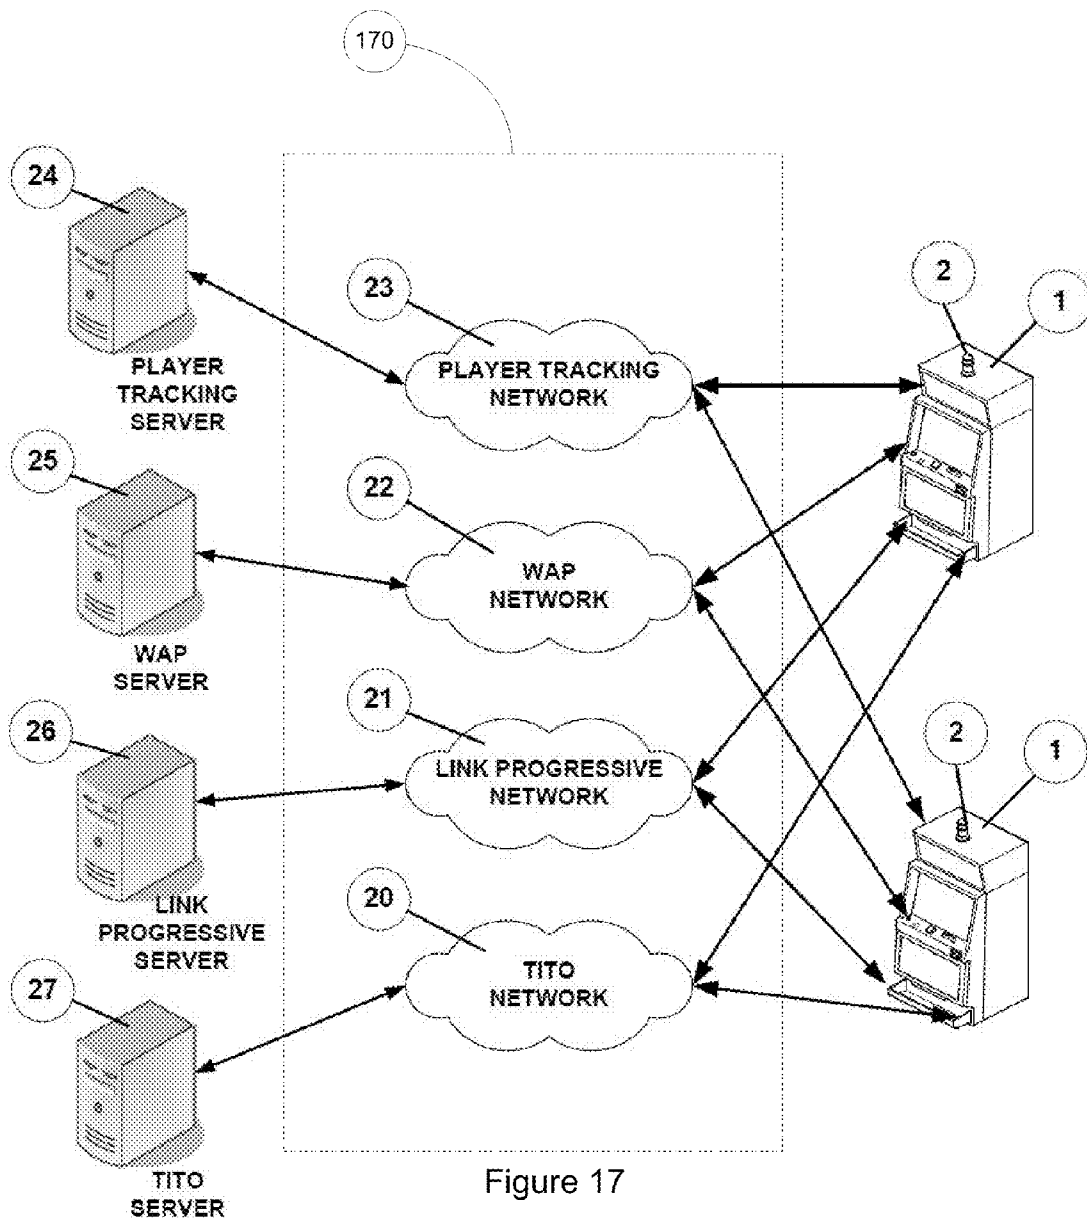 170
24
PLAYER
TRACKING
SERVER
23
PLAYER TRACKING
NETWORK
2
1
25
WAP
SERVER
22
WAP
NETWORK
26
LINK
PROGRESSIVE
SERVER
21
LINK PROGRESSIVE
NETWORK
2
1
27
TITO
SERVER
20
TITO
NETWORK
Figure 17